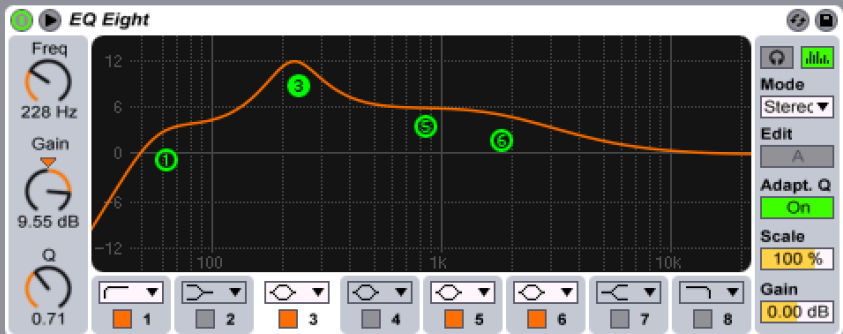 EQ Eight
Freq
228 Hz
Gain
9.55 dB
Q
0.71
12
6
0
-6
-12
100
1k
10k
1
3
5
6
1
2
3
4
5
6
7
8
Mode
Stereo
Edit
A
Adapt. Q
On
Scale
100 %
Gain
0.00 dB